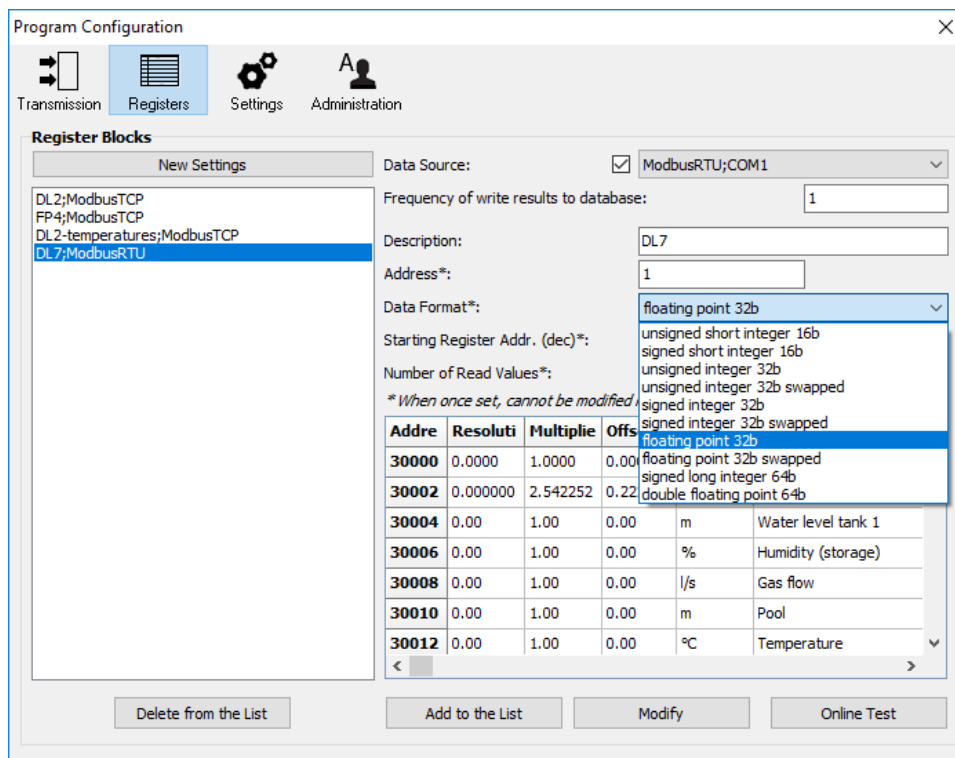 Program Configuration
Transmission
Registers
Settings
A
Administration
Register Blocks
New Settings
DL2;ModbusTCP
FP4;ModbusTCP
DL2-temperatures;ModbusTCP
DL7;ModbusRTU
Delete from the List
Data Source: ModbusRTU;COM1
Frequency of write results to database: 1
Description: DL7
Address*: 1
Data Format*: floating point 32b
unsigned short integer 16b
signed short integer 16b
unsigned integer 32b
unsigned integer 32b swapped
signed integer 32b
signed integer 32b swapped
floating point 32b
floating point 32b swapped
signed long integer 64b
double floating point 64b
Starting Register Addr. (dec)*:
Number of Read Values*:
* When once set, cannot be modified
Addre Resoluti Multiplie Offs
30000 0.0000 1.0000 0.00
30002 0.000000 2.542252 0.22
30004 0.00 1.00 0.00 m Water level tank 1
30006 0.00 1.00 0.00 % Humidity (storage)
30008 0.00 1.00 0.00 l/s Gas flow
30010 0.00 1.00 0.00 m Pool
30012 0.00 1.00 0.00 °C Temperature
Add to the List
Modify
Online Test